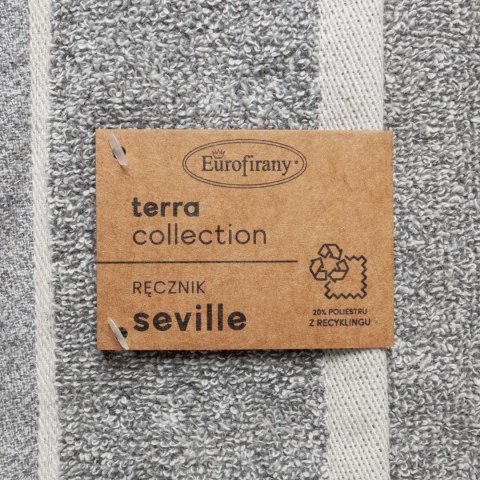 Eurofirany
terra
collection
RĘCZNIK
.seville
20% POLIESTRU
Z RECYKLINGU